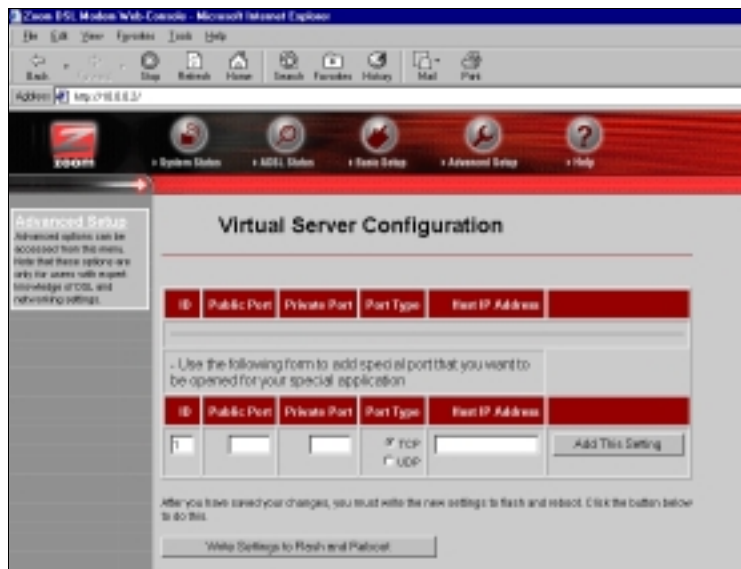 Zoom DSL Modem Web-Console - Microsoft Internet Explorer
File Edit View Favorites Tools Help
Back Stop Refresh Home Search Favorites History Mail Print
Address http://10.0.0.2/
ZOOM
System Status ADSL Status Basic Setup Advanced Setup Help
Advanced Setup
Advanced options can be
accessed from this menu.
Note that these options are
only for users with expert
knowledge of DSL and
networking settings.
Virtual Server Configuration
ID Public Port Private Port Port Type Host IP Address
- Use the following form to add special port that you want to
be opened for your special application
ID Public Port Private Port Port Type Host IP Address
1 TCP Add This Setting
UDP
After you have saved your changes, you must write the new settings to flash and reboot. Click the button below
to do this.
Write Settings to Flash and Reboot